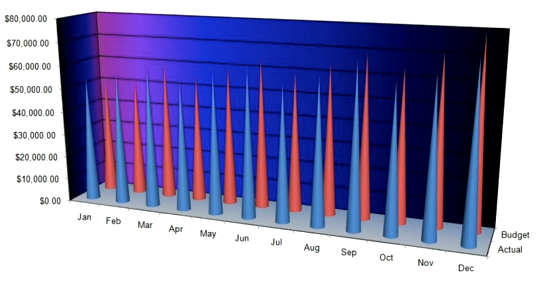 $80,000.00
$70,000.00
$60,000.00
$50,000.00
$40,000.00
$30,000.00
$20,000.00
$10,000.00
$0.00
Jan
Feb
Mar
Apr
May
Jun
Jul
Aug
Sep
Oct
Nov
Dec
Budget
Actual